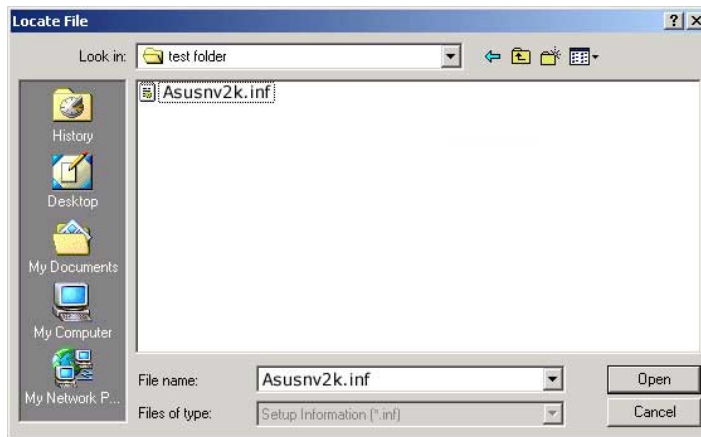 Locate File
Look in: test folder
Asusnv2k.inf
History
Desktop
My Documents
My Computer
My Network P...
File name: Asusnv2k.inf Open
Files of type: Setup Information (*.inf) Cancel